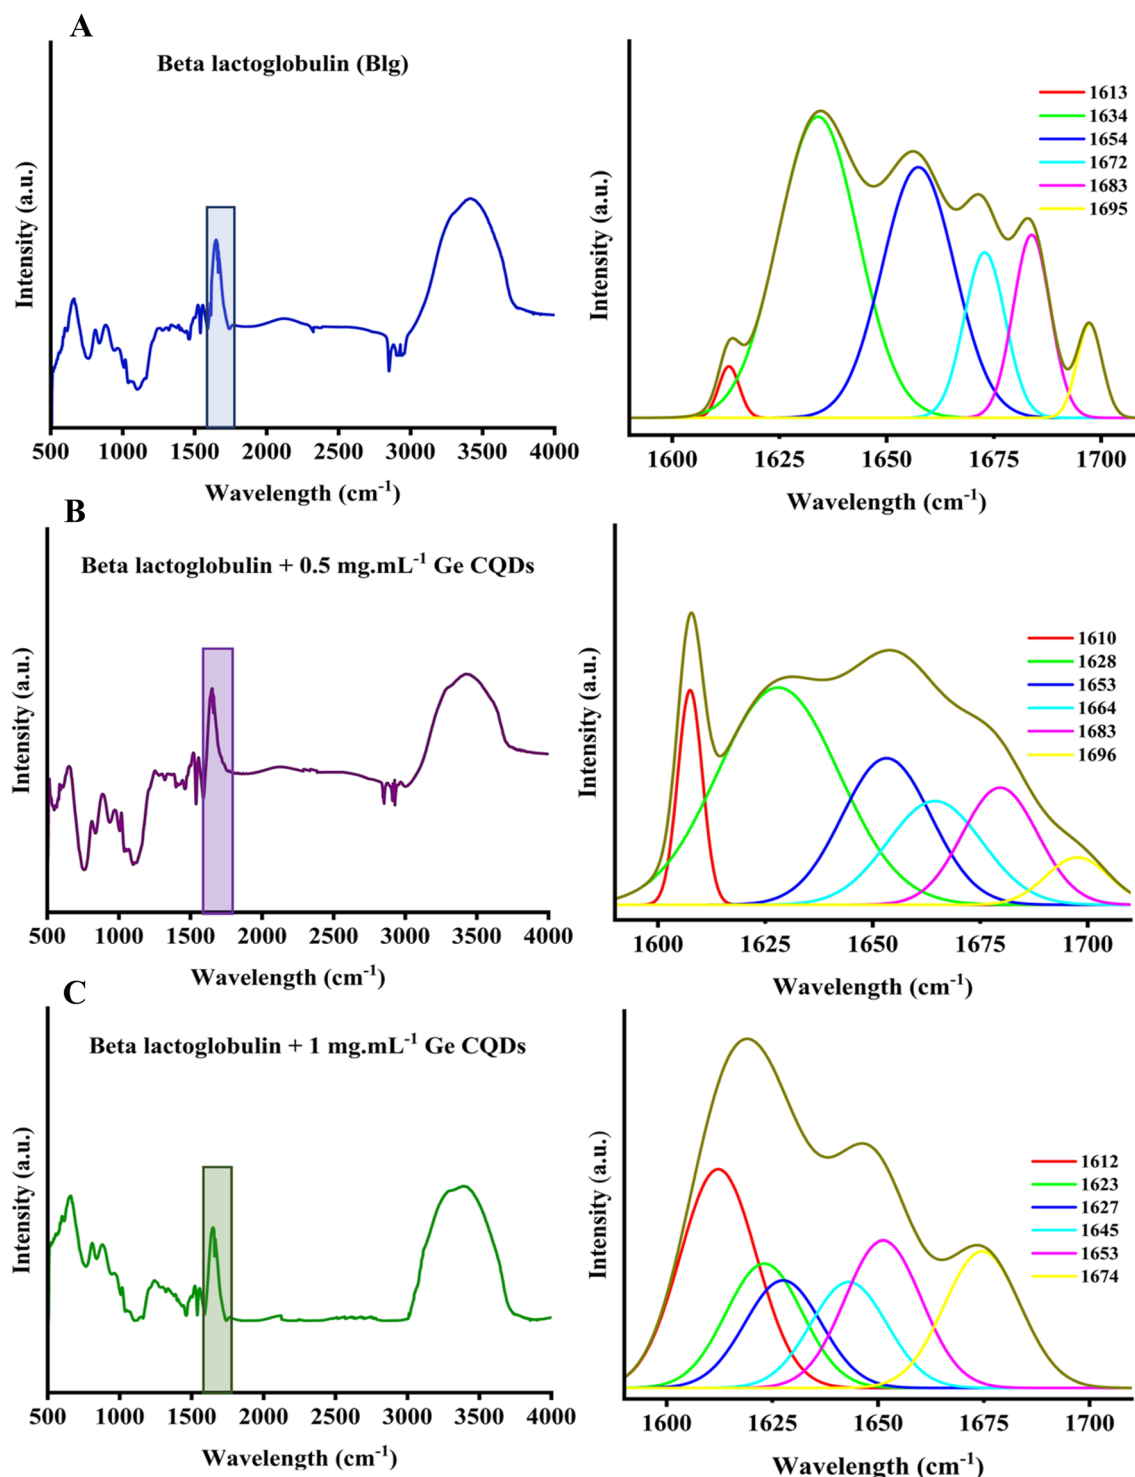 A
Beta lactoglobulin (Blg)
Intensity (a.u.)
500 1000 1500 2000 2500 3000 3500 4000
Wavelength (cm-1)
Intensity (a.u.)
1613
1634
1654
1672
1683
1695
1600 1625 1650 1675 1700
Wavelength (cm-1)
B
Beta lactoglobulin + 0.5 mg.mL-1 Ge CQDs
Intensity (a.u.)
500 1000 1500 2000 2500 3000 3500 4000
Wavelength (cm-1)
Intensity (a.u.)
1610
1628
1653
1664
1683
1696
1600 1625 1650 1675 1700
Wavelength (cm-1)
C
Beta lactoglobulin + 1 mg.mL-1 Ge CQDs
Intensity (a.u.)
500 1000 1500 2000 2500 3000 3500 4000
Wavelength (cm-1)
Intensity (a.u.)
1612
1623
1627
1645
1653
1674
1600 1625 1650 1675 1700
Wavelength (cm-1)